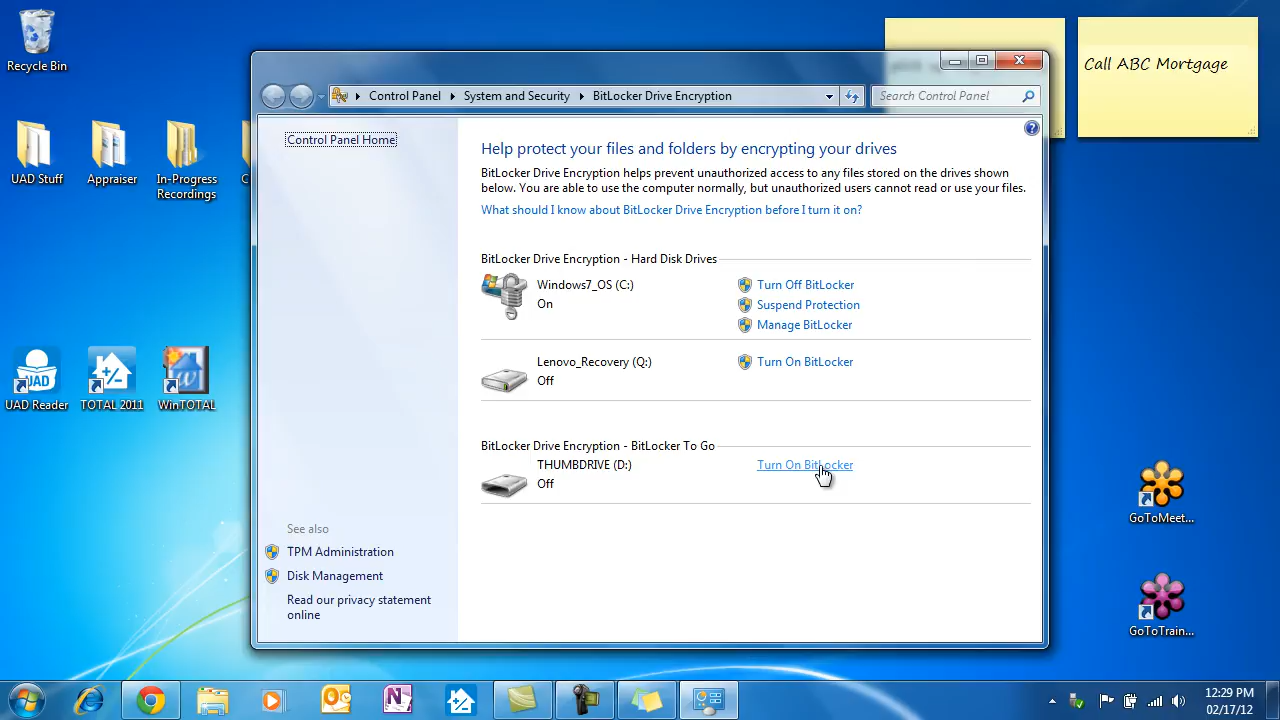 Recycle Bin
UAD Stuff
Appraiser
In-Progress
Recordings
UAD Reader
TOTAL 2011
WinTOTAL
Call ABC Mortgage
Control Panel
System and Security
BitLocker Drive Encryption
Search Control Panel
Control Panel Home
Help protect your files and folders by encrypting your drives
BitLocker Drive Encryption helps prevent unauthorized access to any files stored on the drives shown
below. You are able to use the computer normally, but unauthorized users cannot read or use your files.
What should I know about BitLocker Drive Encryption before I turn it on?
BitLocker Drive Encryption - Hard Disk Drives
Windows7_OS (C:)
On
Turn Off BitLocker
Suspend Protection
Manage BitLocker
Lenovo_Recovery (Q:)
Off
Turn On BitLocker
BitLocker Drive Encryption - BitLocker To Go
THUMBDRIVE (D:)
Off
Turn On BitLocker
See also
TPM Administration
Disk Management
Read our privacy statement
online
GoToMeet...
GoToTrain...
12:29 PM
02/17/12